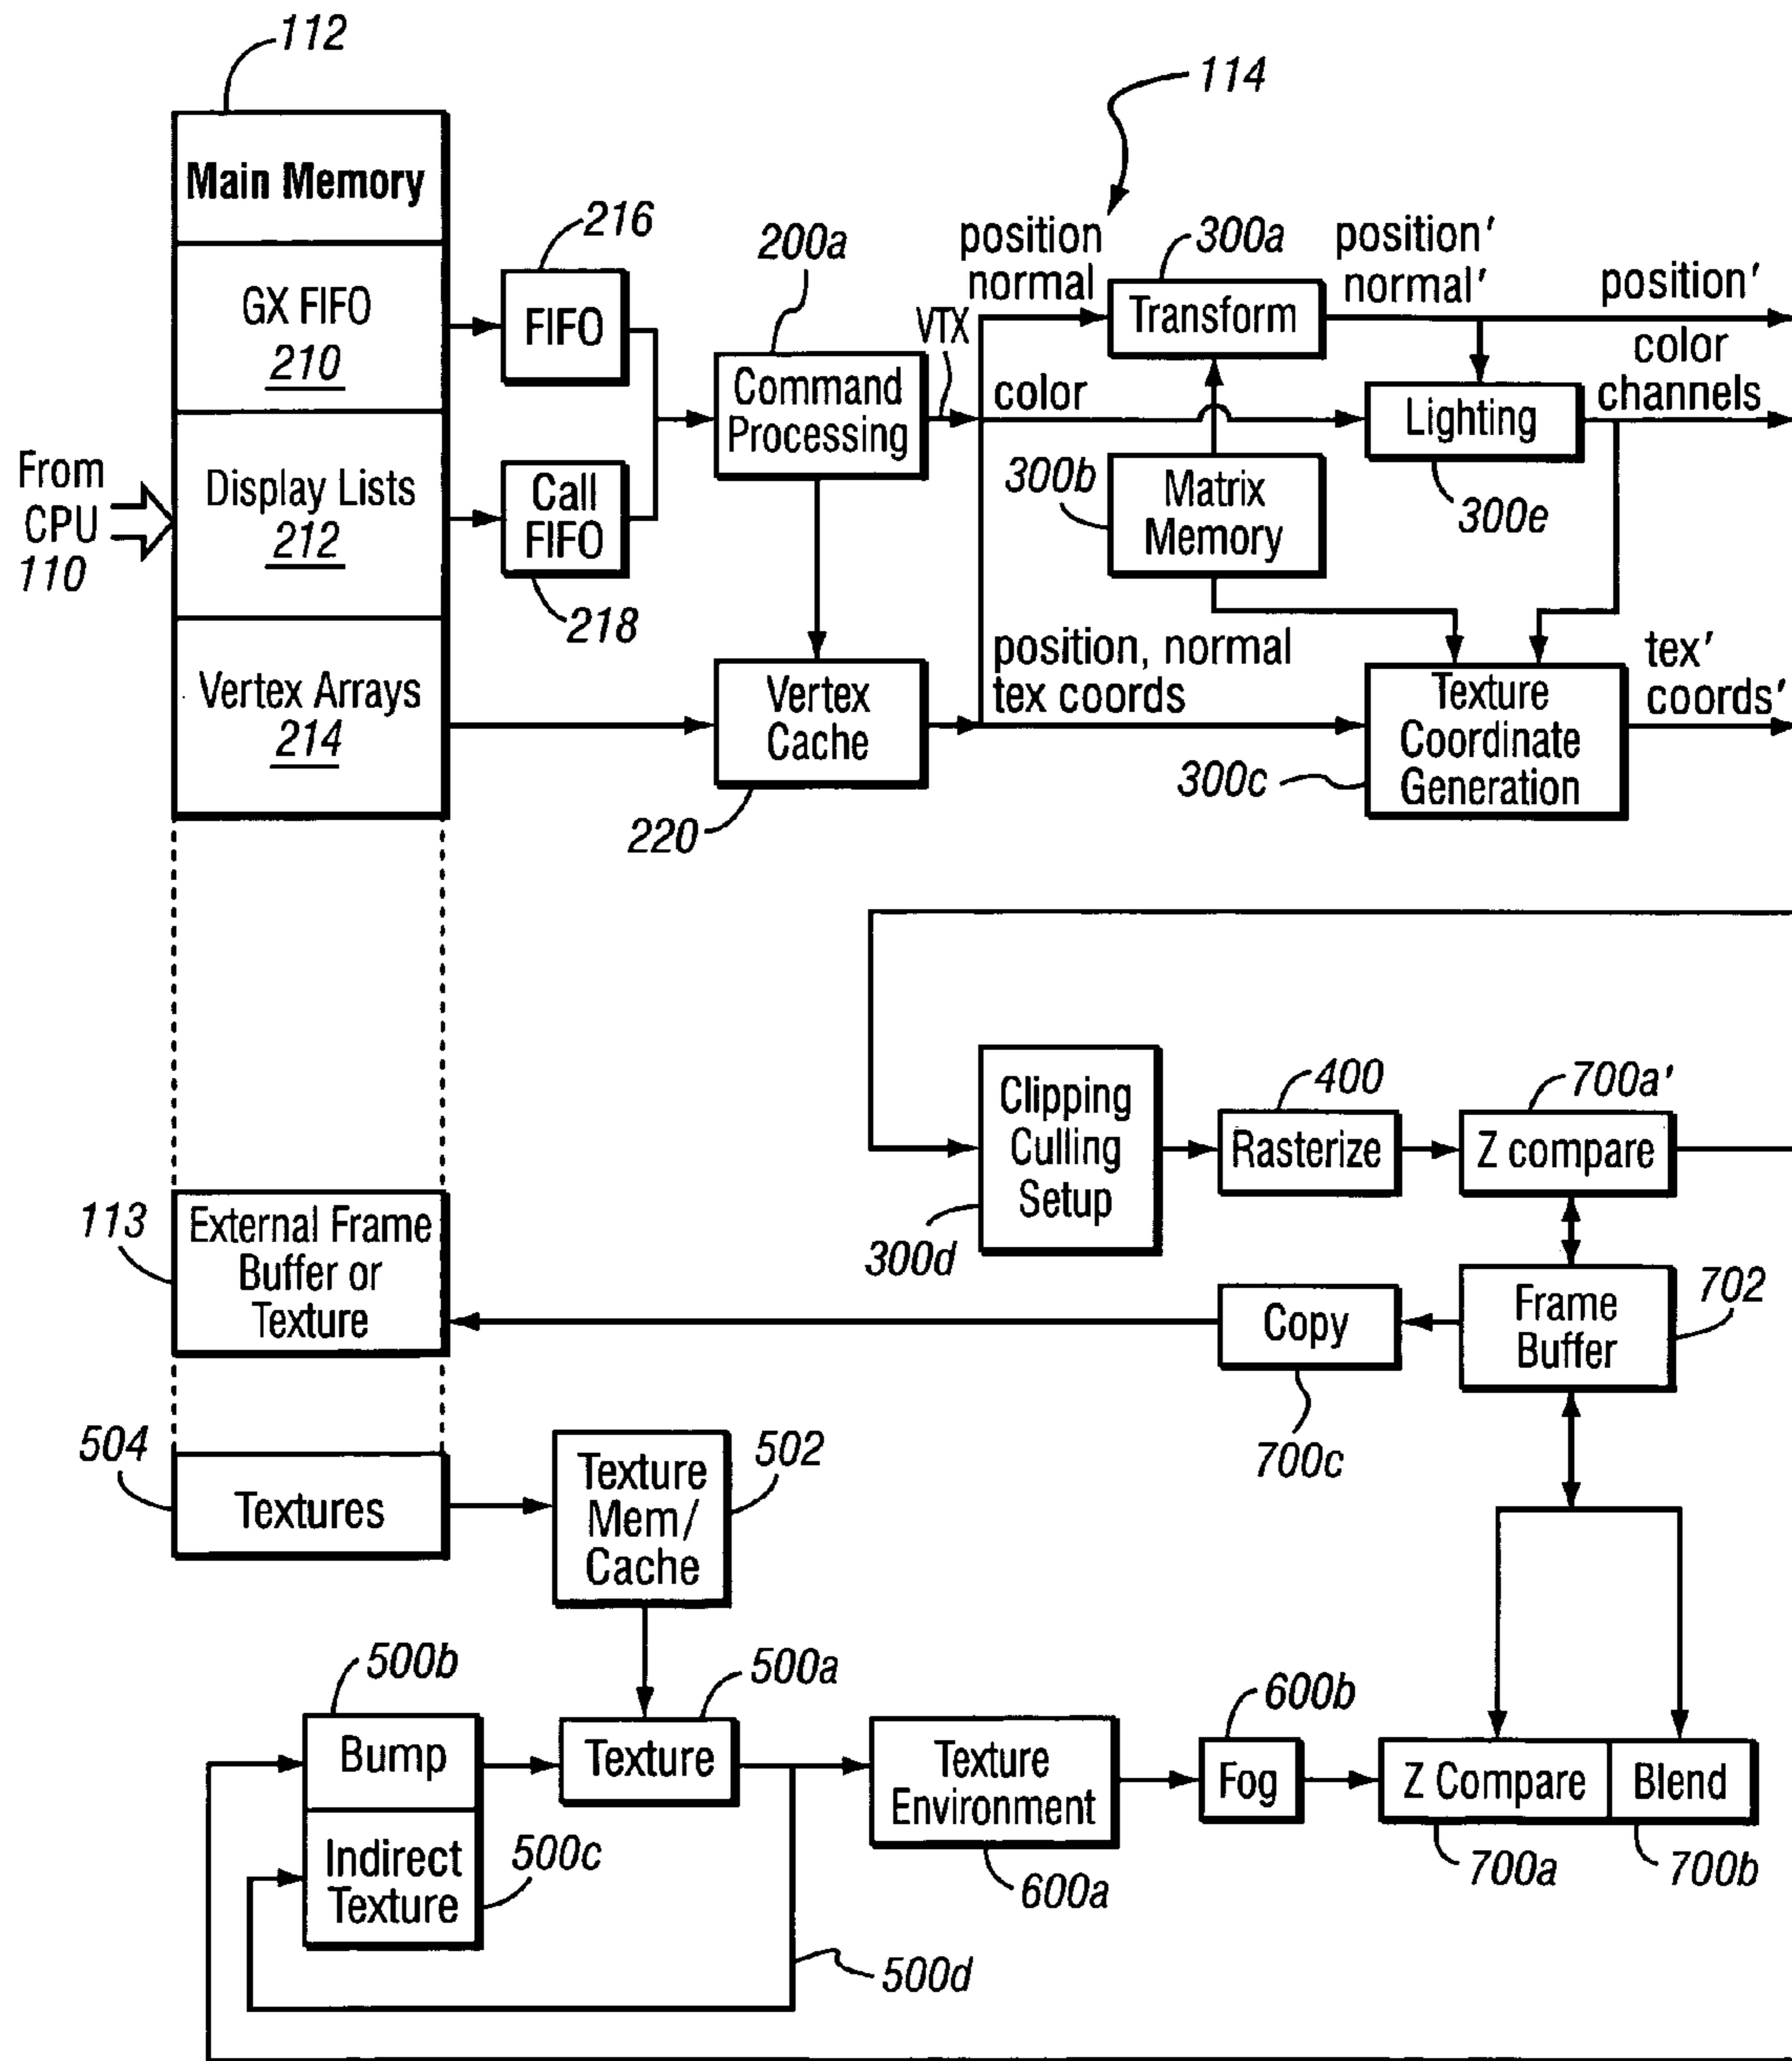 112
114
Main Memory
216
200a
position
normal
300a
position'
normal'
position'
GX FIFO
210
FIFO
VTX
Transform
color
channels
Command
Processing
color
Lighting
From
CPU
110
Display Lists
212
Call
FIFO
300b
Matrix
Memory
300e
218
Vertex Arrays
214
Vertex
Cache
position, normal
tex coords
Texture
Coordinate
Generation
tex'
coords'
300c
220
Clipping
Culling
Setup
400
Rasterize
700a'
Z compare
300d
113
External Frame
Buffer or
Texture
Copy
Frame
Buffer
702
700c
504
Textures
Texture
Mem/
Cache
502
500b
500a
600b
Bump
Texture
Texture
Environment
Fog
Z Compare
Blend
Indirect
Texture
500c
600a
700a
700b
500d